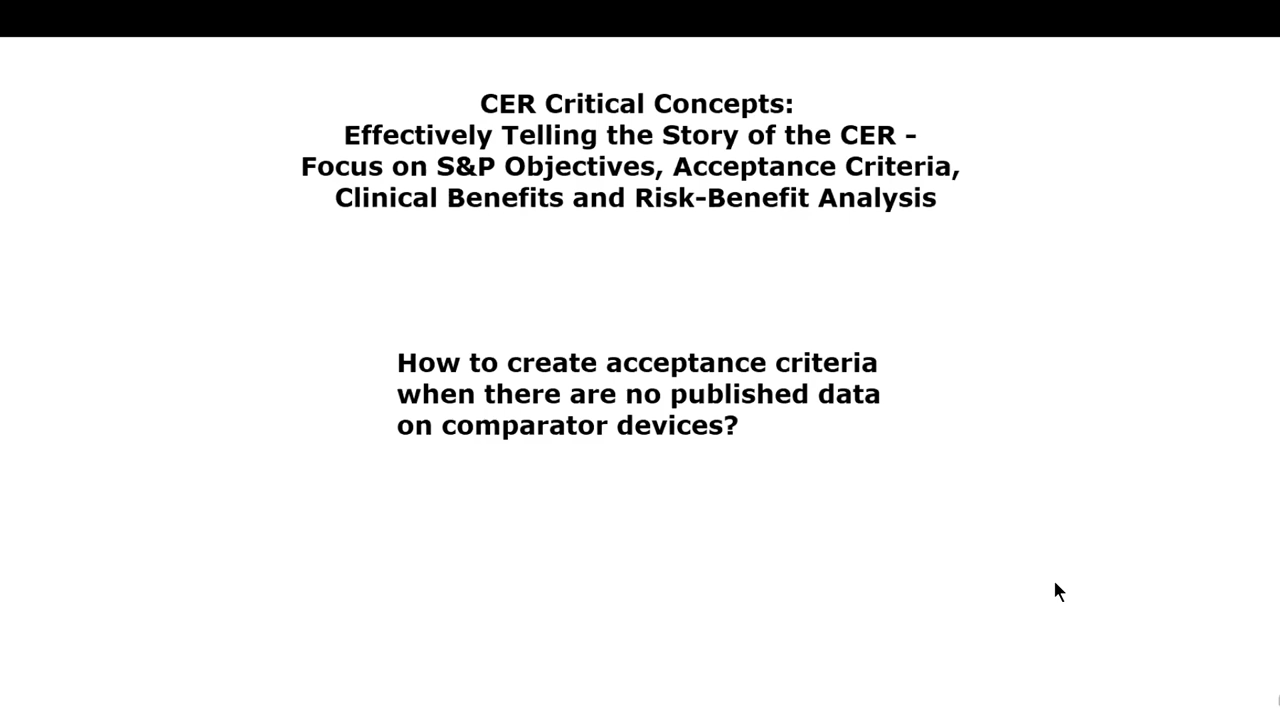 CER Critical Concepts:
Effectively Telling the Story of the CER –
Focus on S&P Objectives, Acceptance Criteria,
Clinical Benefits and Risk-Benefit Analysis
How to create acceptance criteria
when there are no published data
on comparator devices?